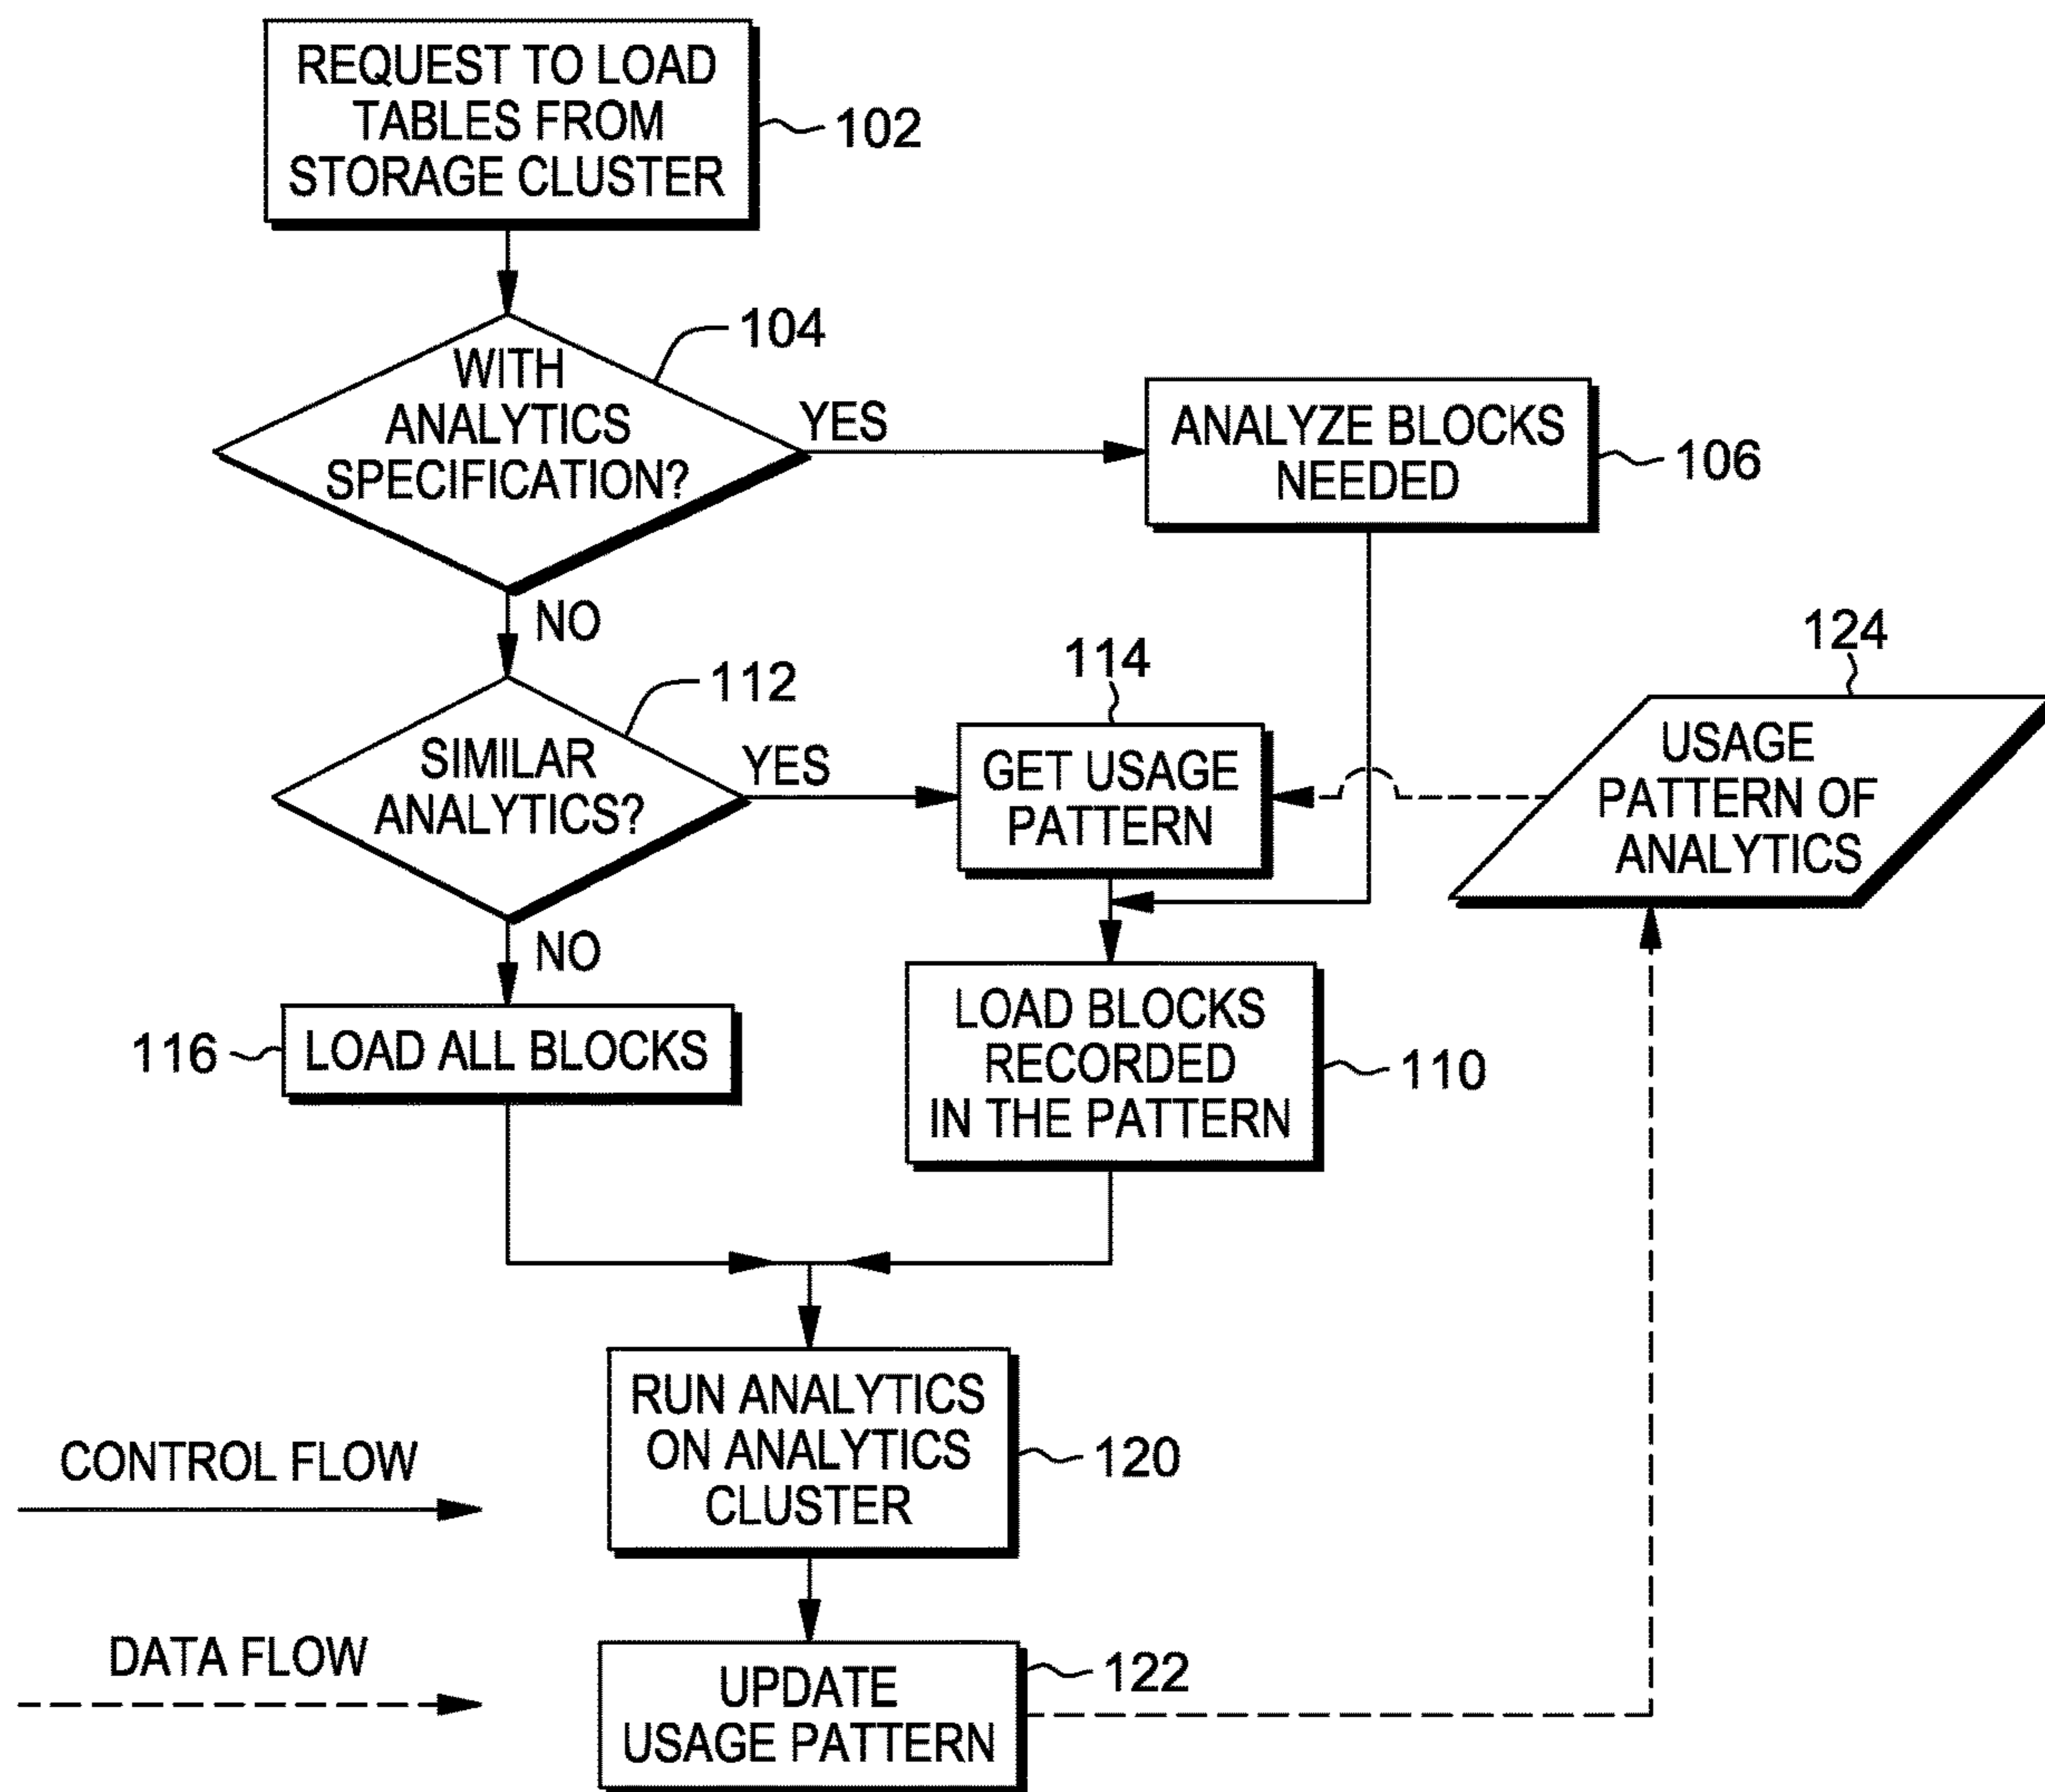 REQUEST TO LOAD
TABLES FROM
STORAGE CLUSTER
102
104
WITH
ANALYTICS
SPECIFICATION?
YES
ANALYZE BLOCKS
NEEDED
106
NO
112
SIMILAR
ANALYTICS?
YES
114
GET USAGE
PATTERN
124
USAGE
PATTERN OF
ANALYTICS
NO
116
LOAD ALL BLOCKS
LOAD BLOCKS
RECORDED
IN THE PATTERN
110
RUN ANALYTICS
ON ANALYTICS
CLUSTER
120
CONTROL FLOW
DATA FLOW
UPDATE
USAGE PATTERN
122